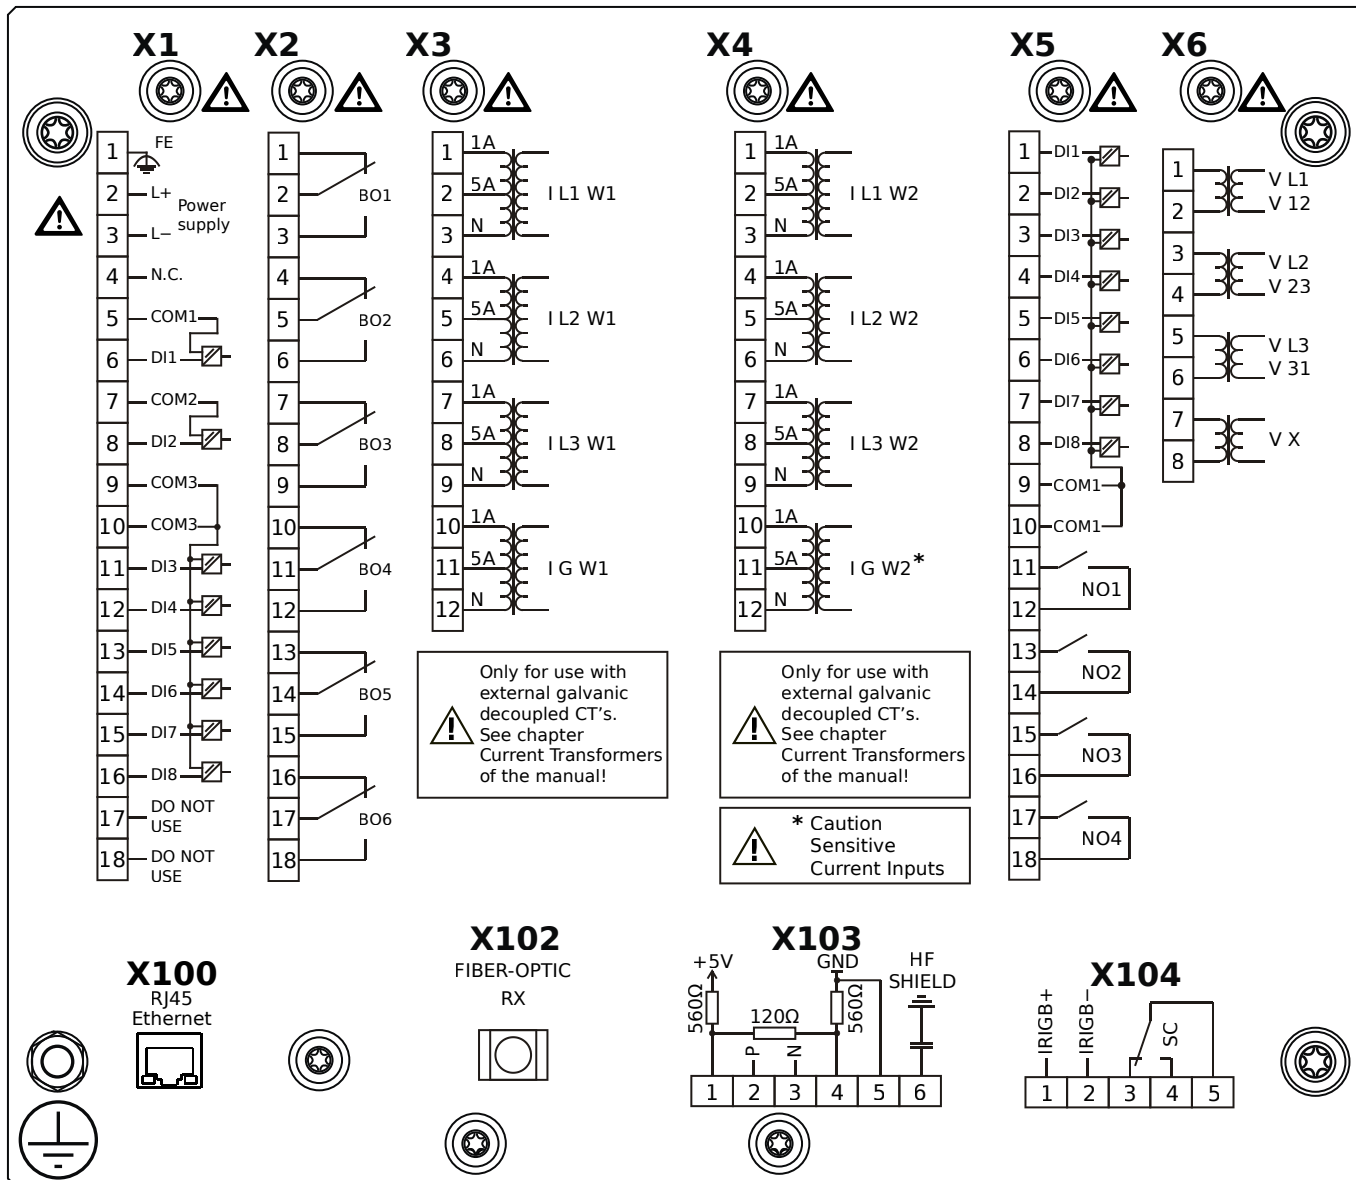 X1 X2 X3 X4 X5 X6
1 FE
2 L+
Power
supply
3 L−
4 N.C.
5 COM1
6 DI1
7 COM2
8 DI2
9 COM3
10 COM3
11 DI3
12 DI4
13 DI5
14 DI6
15 DI7
16 DI8
17 DO NOT
USE
18 DO NOT
USE
1
2 BO1
3
4
5 BO2
6
7
8 BO3
9
10
11 BO4
12
13
14 BO5
15
16
17 BO6
18
1 1A
2 5A I L1 W1
3 N
4 1A
5 5A I L2 W1
6 N
7 1A
8 5A I L3 W1
9 N
10 1A
11 5A I G W1
12 N
Only for use with
external galvanic
decoupled CT's.
See chapter
Current Transformers
of the manual!
1 1A
2 5A I L1 W2
3 N
4 1A
5 5A I L2 W2
6 N
7 1A
8 5A I L3 W2
9 N
10 1A
11 5A I G W2*
12 N
Only for use with
external galvanic
decoupled CT's.
See chapter
Current Transformers
of the manual!
* Caution
Sensitive
Current Inputs
1 DI1
2 DI2
3 DI3
4 DI4
5 DI5
6 DI6
7 DI7
8 DI8
9 COM1
10 COM1
11
NO1
12
13
NO2
14
15
NO3
16
17
NO4
18
1 V L1
2 V 12
3 V L2
4 V 23
5 V L3
6 V 31
7
V X
8
X100
RJ45
Ethernet
X102
FIBER-OPTIC
RX
X103
+5V GND HF
SHIELD
560Ω 120Ω 560Ω
P N
1 2 3 4 5 6
X104
IRIGB+ IRIGB− SC
1 2 3 4 5